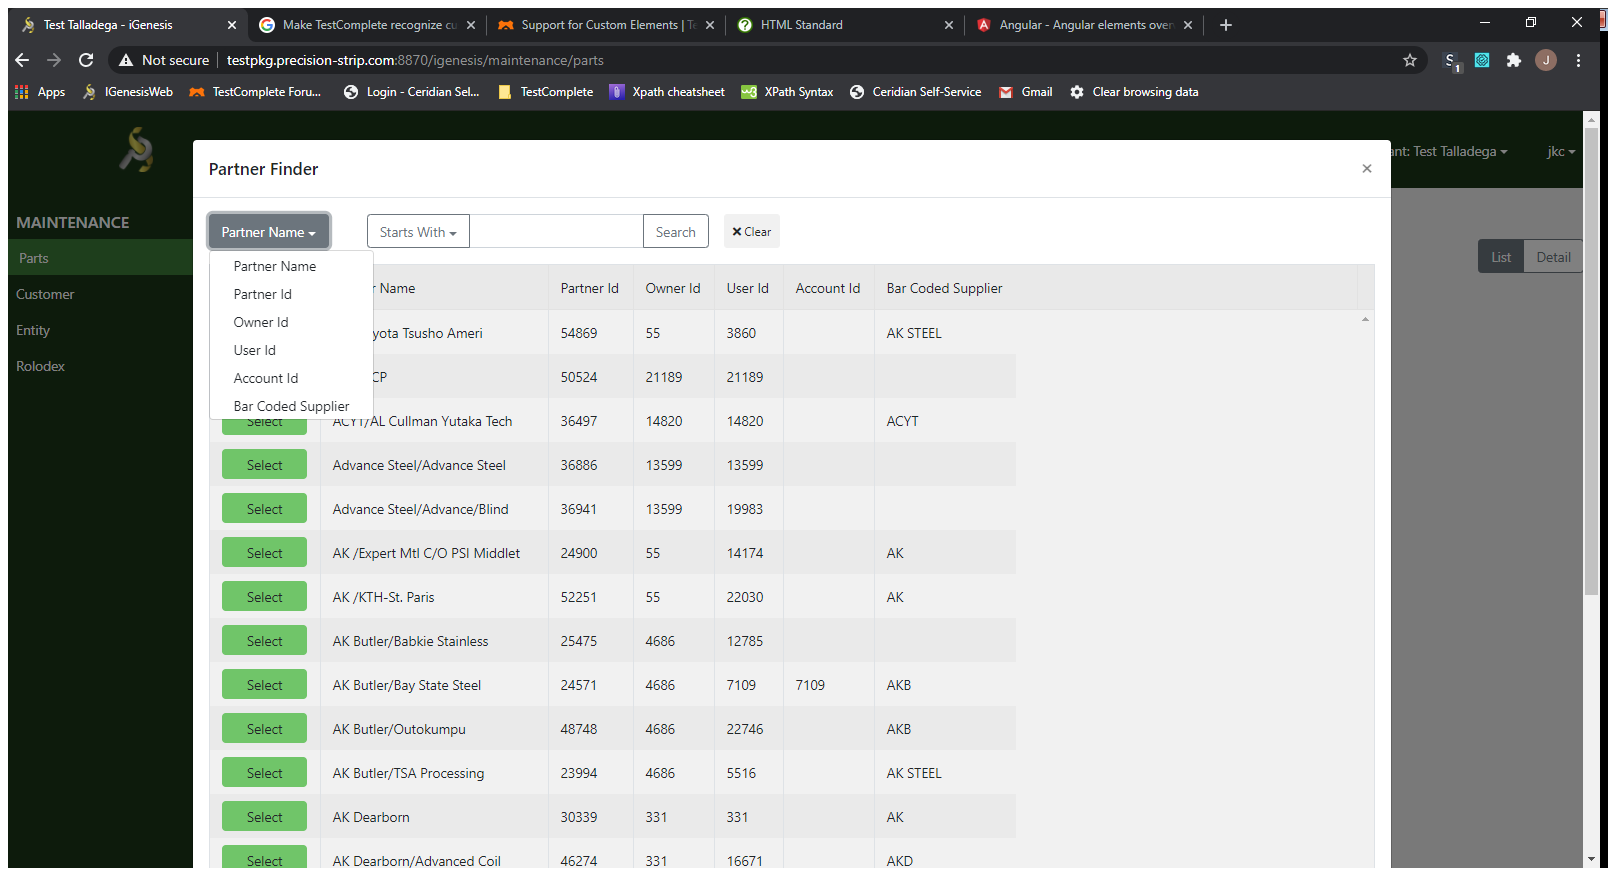 Test Talladega - iGenesis
Make TestComplete recognize cu
Support for Custom Elements | Te
HTML Standard
Angular - Angular elements over
Not secure
testpkg.precision-strip.com:8870/igenesis/maintenance/parts
S
1
J
Apps
IGenesisWeb
TestComplete Foru...
Login - Ceridian Sel...
TestComplete
Xpath cheatsheet
XPath Syntax
Ceridian Self-Service
Gmail
Clear browsing data
ant: Test Talladega
jkc
Partner Finder
×
MAINTENANCE
Parts
Customer
Entity
Rolodex
List
Detail
Partner Name
Starts With
Search
Clear
Partner Name
Partner Id
Owner Id
User Id
Account Id
Bar Coded Supplier
r Name Partner Id Owner Id User Id Account Id Bar Coded Supplier
yota Tsusho Ameri 54869 55 3860 AK STEEL
CP 50524 21189 21189
Select ACYT/AL Cullman Yutaka Tech 36497 14820 14820 ACYT
Select Advance Steel/Advance Steel 36886 13599 13599
Select Advance Steel/Advance/Blind 36941 13599 19983
Select AK /Expert Mtl C/O PSI Middlet 24900 55 14174 AK
Select AK /KTH-St. Paris 52251 55 22030 AK
Select AK Butler/Babkie Stainless 25475 4686 12785
Select AK Butler/Bay State Steel 24571 4686 7109 7109 AKB
Select AK Butler/Outokumpu 48748 4686 22746 AKB
Select AK Butler/TSA Processing 23994 4686 5516 AK STEEL
Select AK Dearborn 30339 331 331 AK
Select AK Dearborn/Advanced Coil 46274 331 16671 AKD